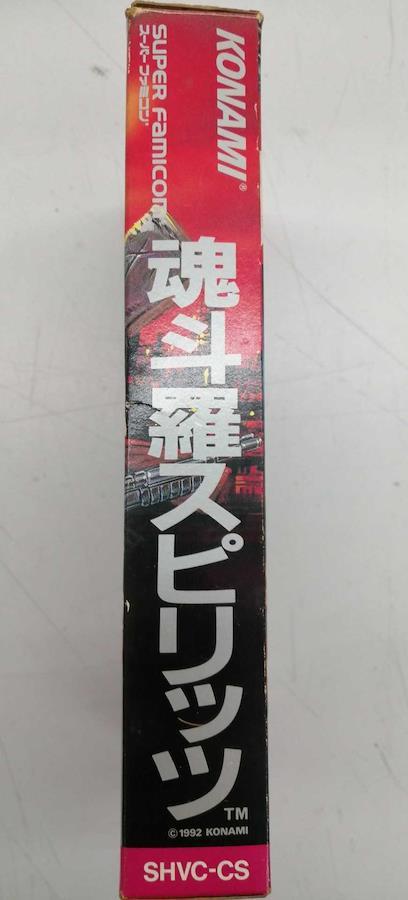 KONAMI®
SUPER Famicom
スーパーファミコン
魂斗羅スピリッツ
TM
©1992 KONAMI
SHVC-CS